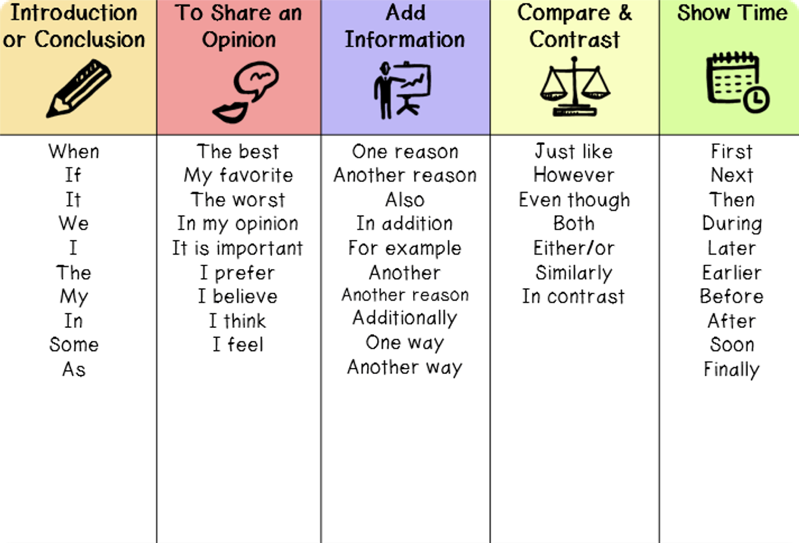 Introduction
or Conclusion
When
If
It
We
I
The
My
In
Some
As
To Share an
Opinion
The best
My favorite
The worst
In my opinion
It is important
I prefer
I believe
I think
I feel
Add
Information
One reason
Another reason
Also
In addition
For example
Another
Another reason
Additionally
One way
Another way
Compare &
Contrast
Just like
However
Even though
Both
Either/or
Similarly
In contrast
Show Time
First
Next
Then
During
Later
Earlier
Before
After
Soon
Finally